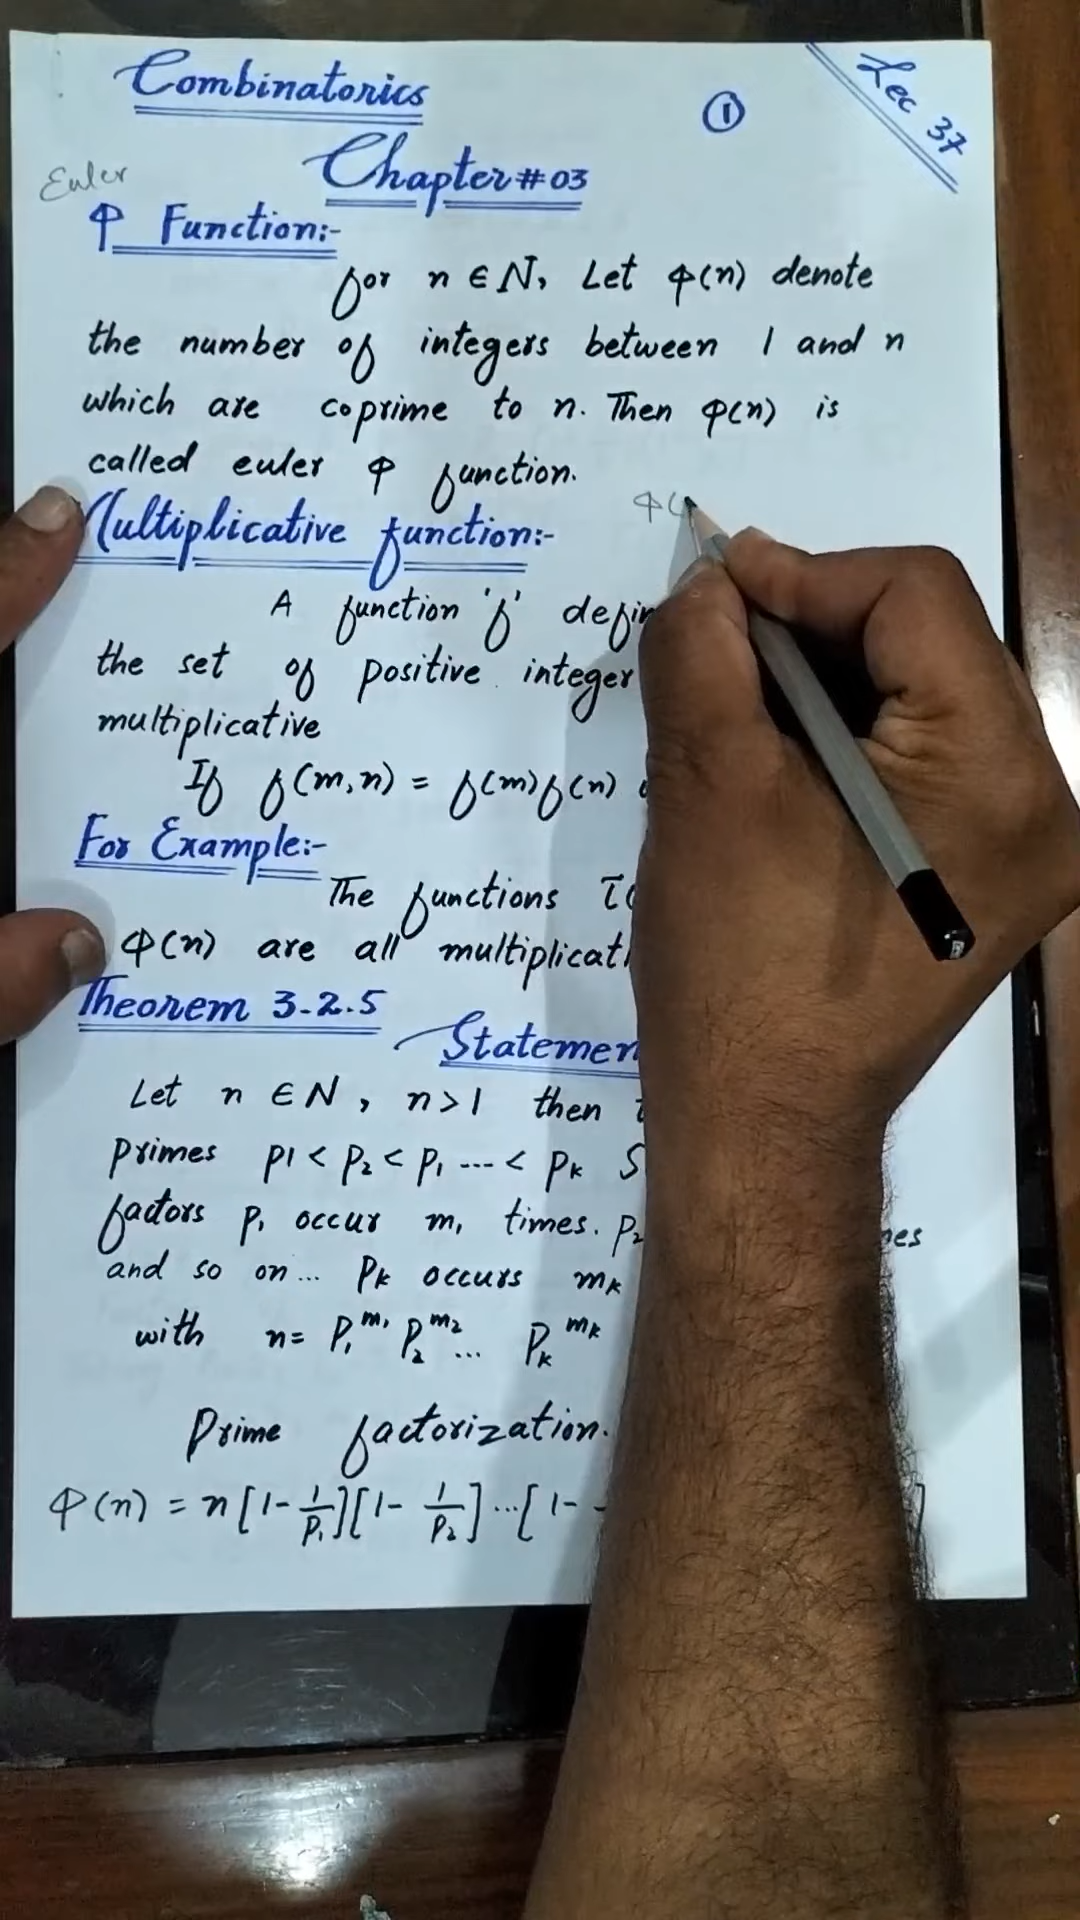 Combinatorics
①
Lec 37
Chapter # 03
Euler
φ Function:-
for n ∈ N, Let φ(n) denote
the number of integers between 1 and n
which are coprime to n. Then φ(n) is
called euler φ function.
φ(
Multiplicative function:-
A function 'f'
the set of positive integer
multiplicative
If f(m,n) = f(m)f(n)
For Example:-
The functions τ(
φ(n) are all
Theorem 3.2.5
Let n ∈ N, n>1 then
primes p1 < p₂ < p₁ --- < pₖ
factors p₁ occur m₁ times. p₂
and so on... Pₖ occurs mₖ
with n = P₁^m₁ P₂^m₂ ... Pₖ^mₖ
Prime factorization.
φ(n) = n[1-1/p₁][1-1/p₂]...[1- ]